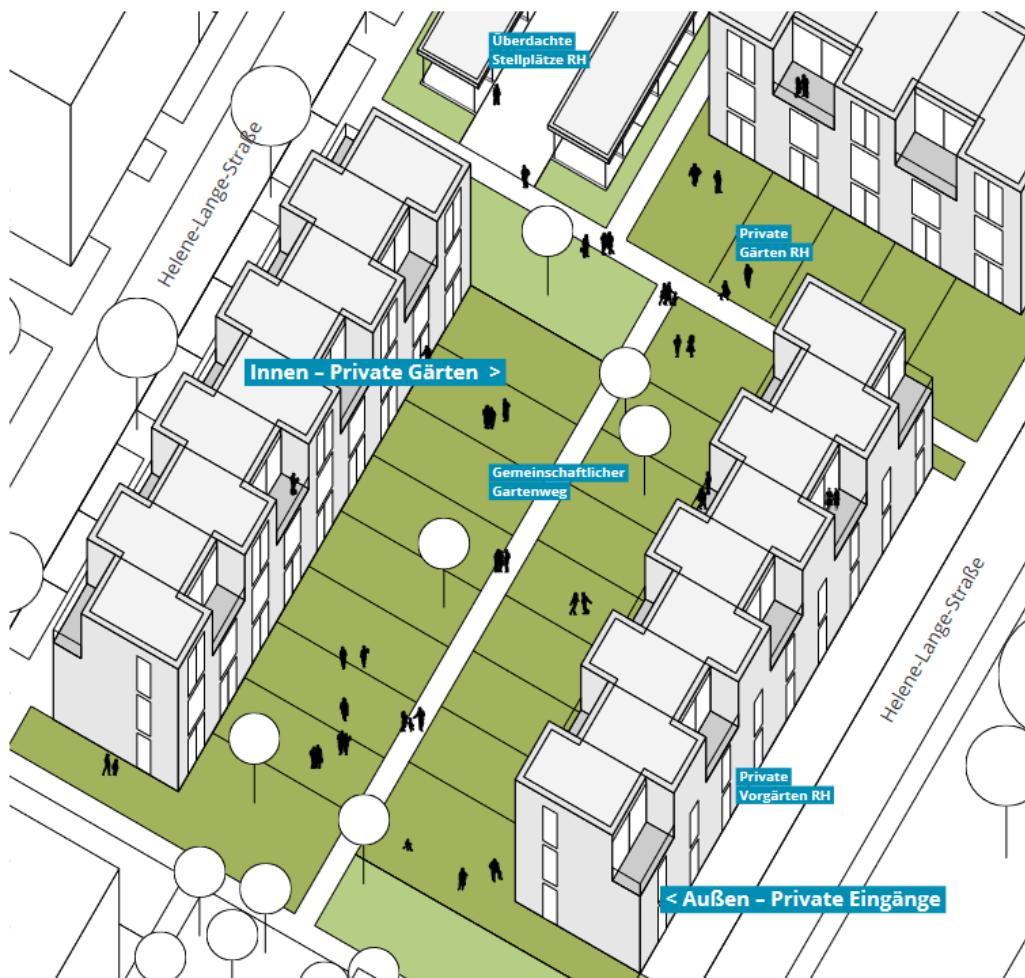 Überdachte
Stellplätze RH
Helene-Lange-Straße
Private
Gärten RH
Innen – Private Gärten >
Gemeinschaftlicher
Gartenweg
Helene-Lange-Straße
Private
Vorgärten RH
< Außen – Private Eingänge